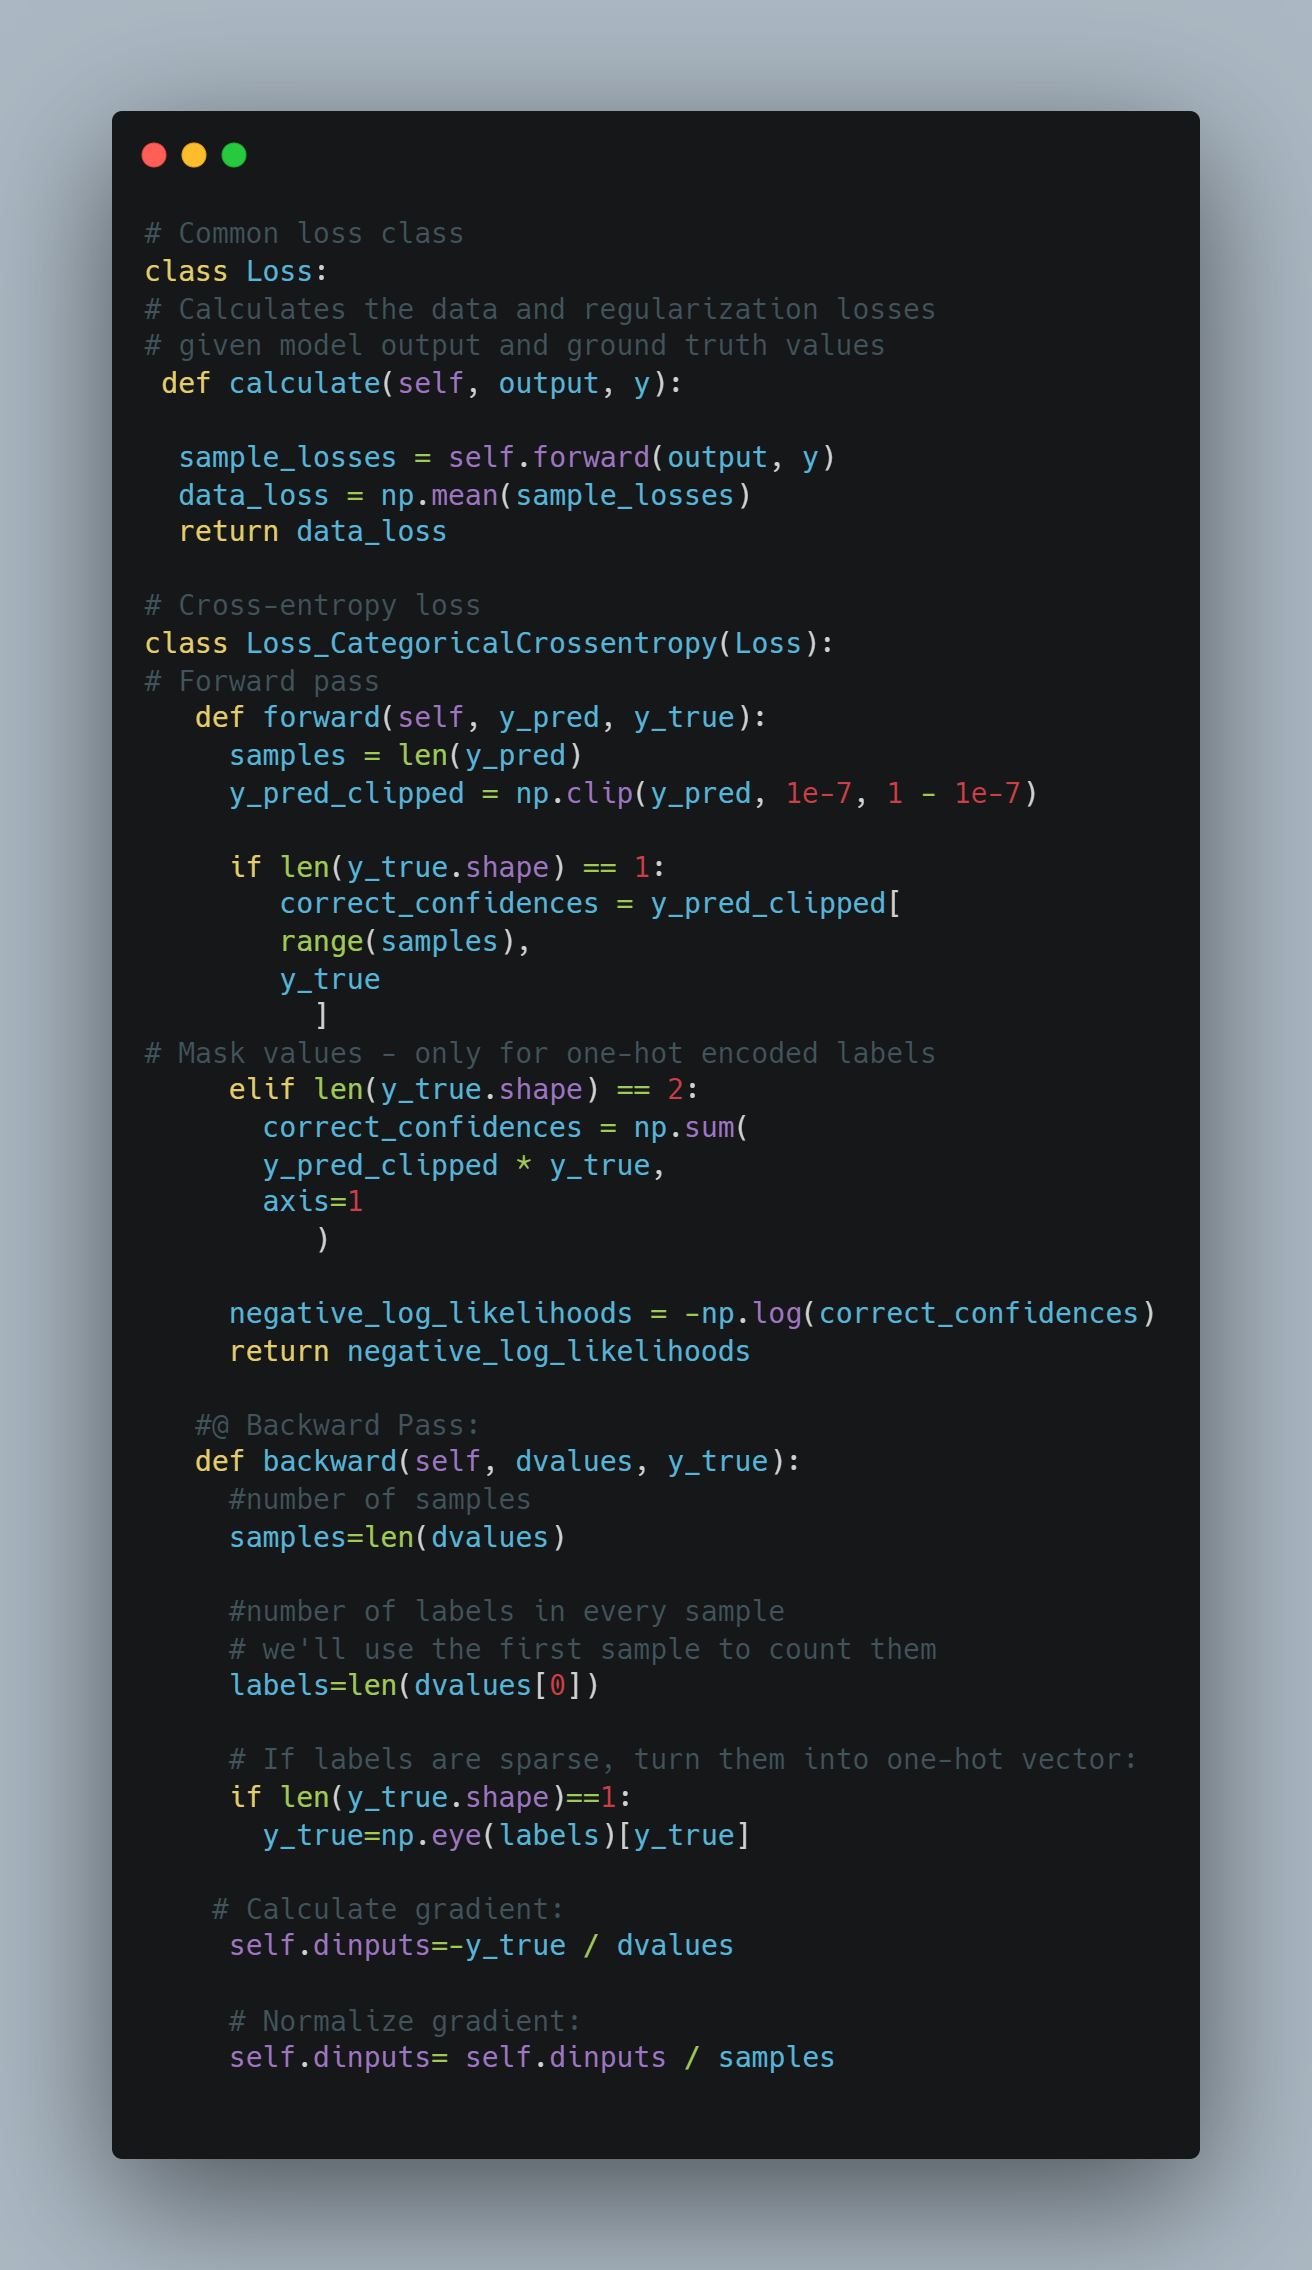 # Common loss class
class Loss:
# Calculates the data and regularization losses
# given model output and ground truth values
 def calculate(self, output, y):

  sample_losses = self.forward(output, y)
  data_loss = np.mean(sample_losses)
  return data_loss

# Cross-entropy loss
class Loss_CategoricalCrossentropy(Loss):
# Forward pass
   def forward(self, y_pred, y_true):
     samples = len(y_pred)
     y_pred_clipped = np.clip(y_pred, 1e-7, 1 - 1e-7)

     if len(y_true.shape) == 1:
        correct_confidences = y_pred_clipped[
        range(samples),
        y_true
          ]
# Mask values - only for one-hot encoded labels
     elif len(y_true.shape) == 2:
       correct_confidences = np.sum(
       y_pred_clipped * y_true,
       axis=1
          )

     negative_log_likelihoods = -np.log(correct_confidences)
     return negative_log_likelihoods

   #@ Backward Pass:
   def backward(self, dvalues, y_true):
     #number of samples
     samples=len(dvalues)

     #number of labels in every sample
     # we'll use the first sample to count them
     labels=len(dvalues[0])

     # If labels are sparse, turn them into one-hot vector:
     if len(y_true.shape)==1:
       y_true=np.eye(labels)[y_true]

    # Calculate gradient:
     self.dinputs=-y_true / dvalues

     # Normalize gradient:
     self.dinputs= self.dinputs / samples